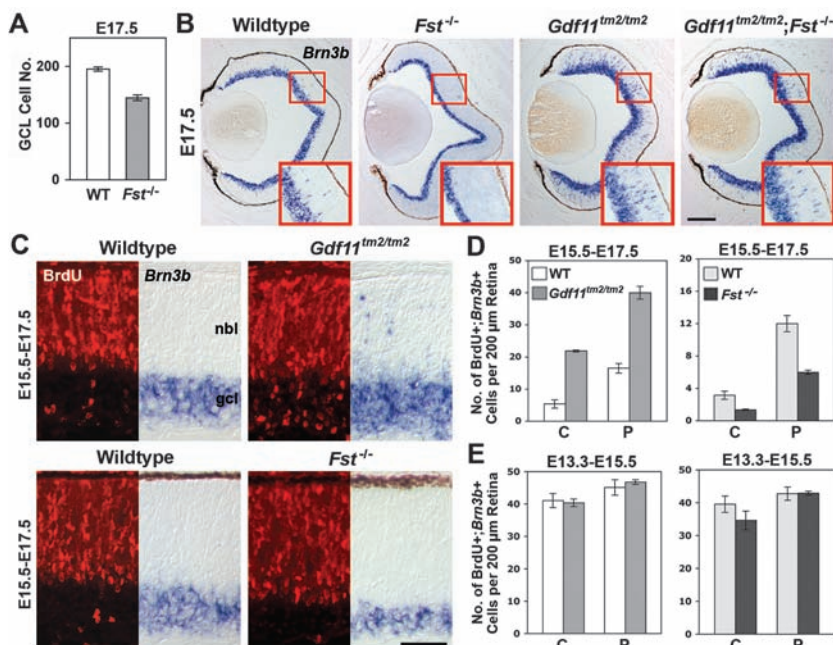 A
E17.5
GCL Cell No.
200
100
0
WT Fst-/-
B
Wildtype Fst-/- Gdf11tm2/tm2 Gdf11tm2/tm2;Fst-/-
Brn3b
E17.5
C
Wildtype Gdf11tm2/tm2
E15.5-E17.5
BrdU Brn3b
nbl
gcl
Wildtype Fst-/-
E15.5-E17.5
D
E15.5-E17.5 E15.5-E17.5
No. of BrdU+;Brn3b+
Cells per 200 µm Retina
50
40
30
20
10
0
WT
Gdf11tm2/tm2
C P
16
12
8
4
0
WT
Fst-/-
C P
E
E13.3-E15.5 E13.3-E15.5
No. of BrdU+;Brn3b+
Cells per 200 µm Retina
50
40
30
20
10
0
C P
50
40
30
20
10
0
C P